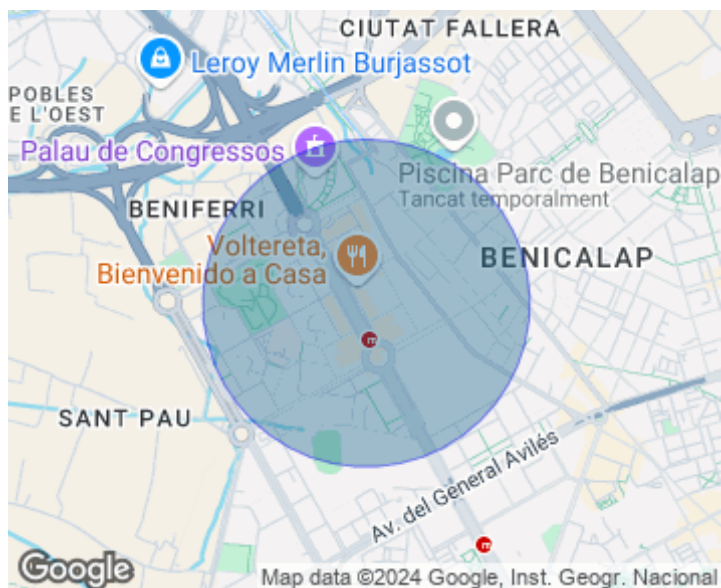 CIUTAT FALLERA
Leroy Merlin Burjassot
POBLES
E L'OEST
Palau de Congressos
Piscina Parc de Benicalap
Tancat temporalment
BENIFERRI
Voltereta,
Bienvenido a Casa
BENICALAP
m
SANT PAU
Av. del General Avilés
m
Google
Map data ©2024 Google, Inst. Geogr. Nacional